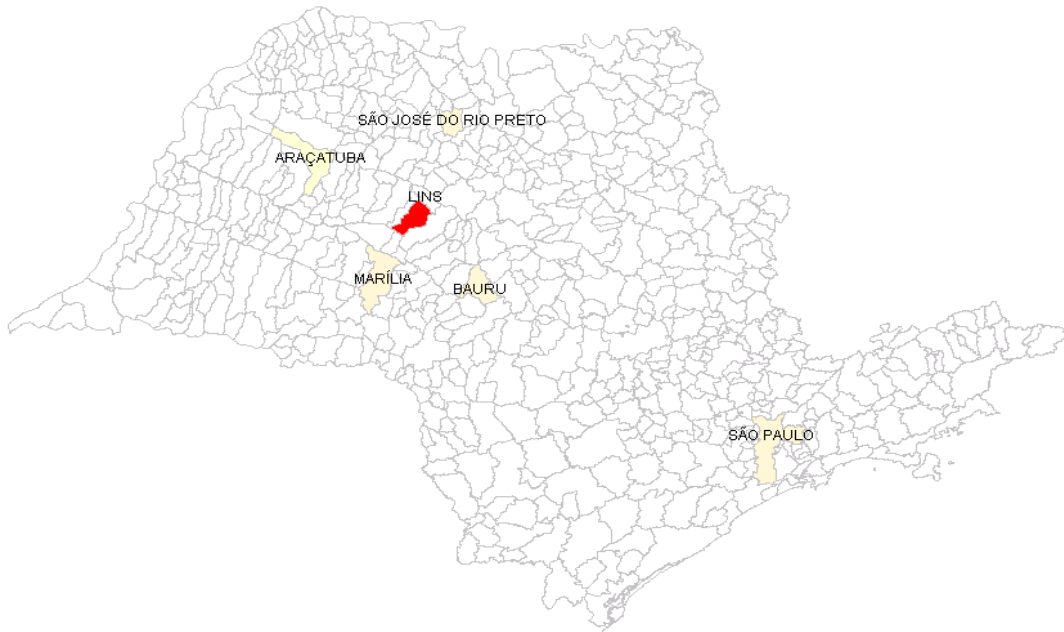 SÃO JOSÉ DO RIO PRETO
ARAÇATUBA
LINS
MARÍLIA
BAURU
SÃO PAULO